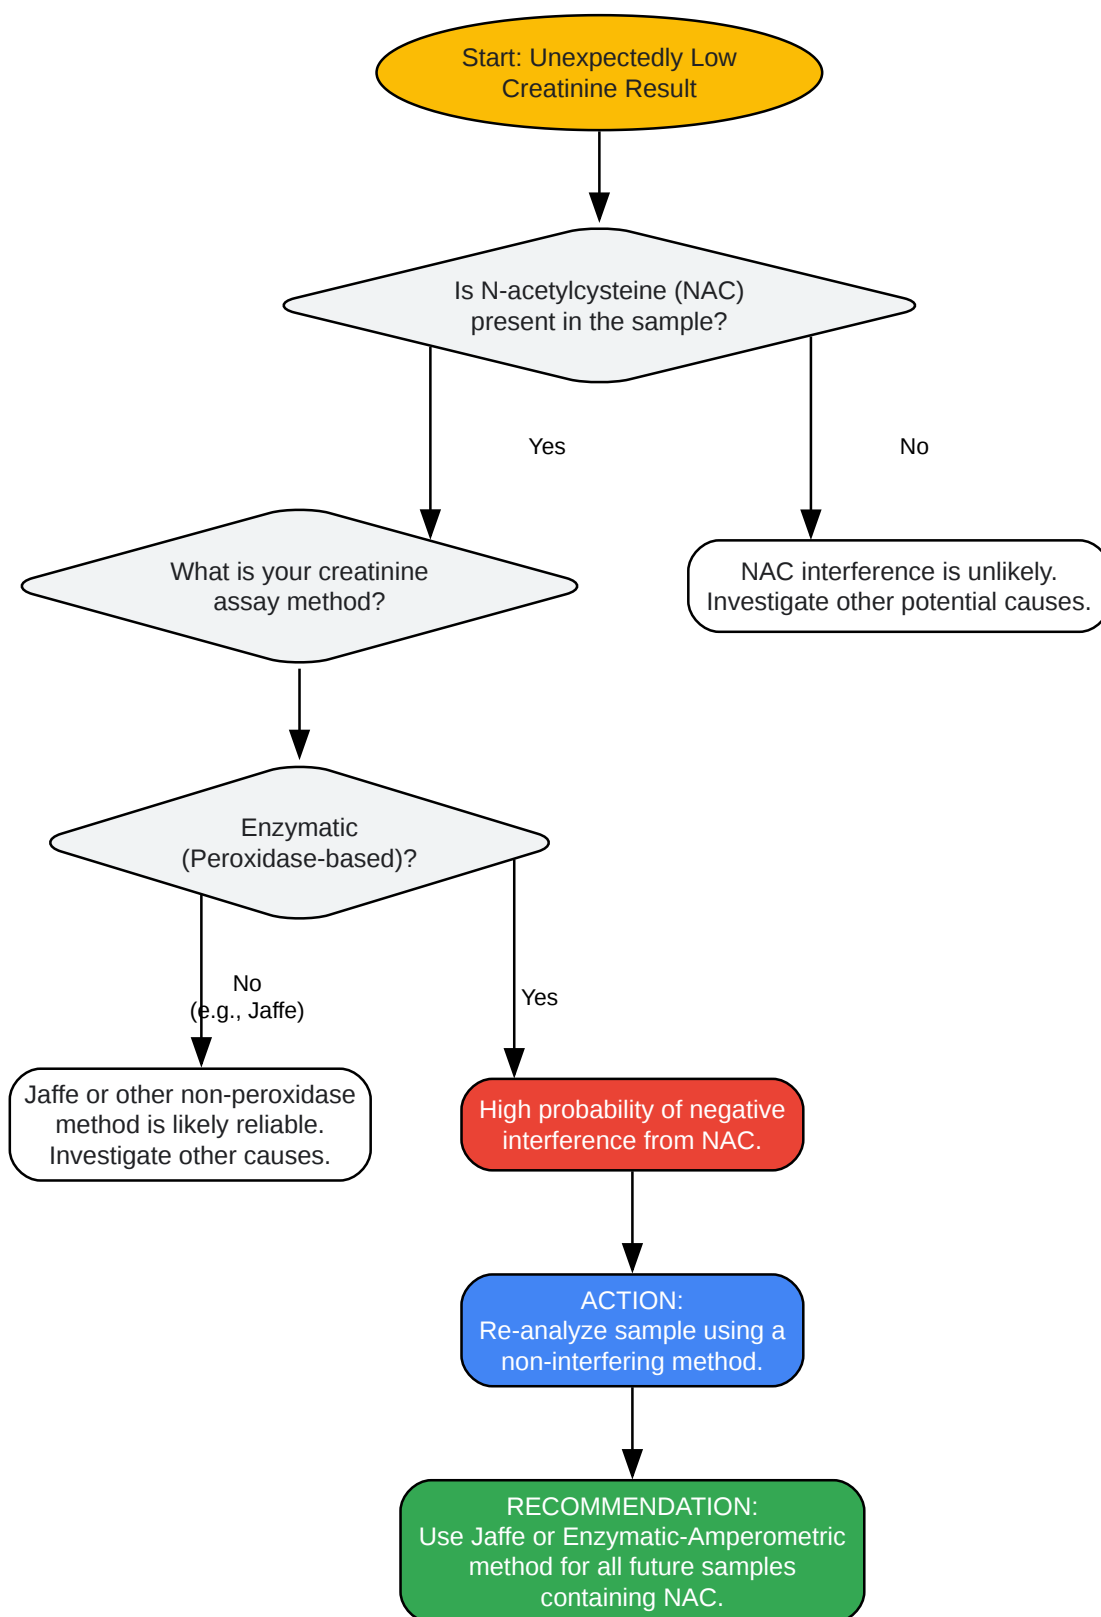 Start: Unexpectedly Low
Creatinine Result
Is N-acetylcysteine (NAC)
present in the sample?
Yes
No
What is your creatinine
assay method?
NAC interference is unlikely.
Investigate other potential causes.
Enzymatic
(Peroxidase-based)?
No
(e.g., Jaffe)
Yes
Jaffe or other non-peroxidase
method is likely reliable.
Investigate other causes.
High probability of negative
interference from NAC.
ACTION:
Re-analyze sample using a
non-interfering method.
RECOMMENDATION:
Use Jaffe or Enzymatic-Amperometric
method for all future samples
containing NAC.